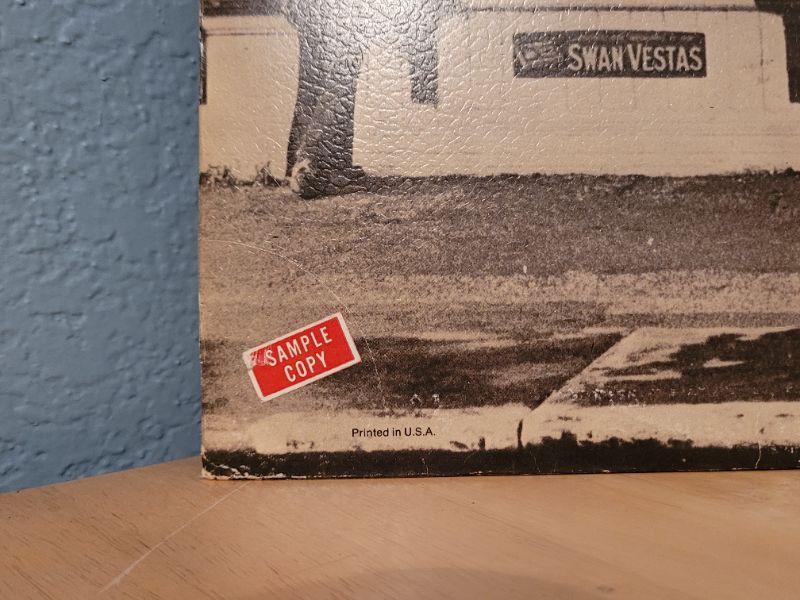 SWAN VESTAS
SAMPLE
COPY
Printed in U.S.A.